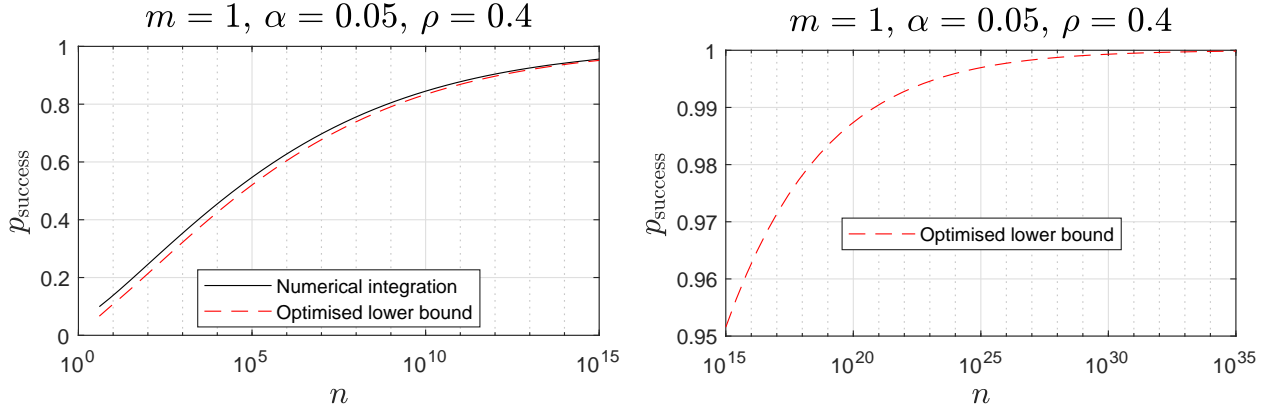 m = 1, α = 0.05, ρ = 0.4
1
0.8
0.6
0.4
0.2
0
p_success
Numerical integration
Optimised lower bound
10^0
10^5
10^10
10^15
n
m = 1, α = 0.05, ρ = 0.4
1
0.99
0.98
0.97
0.96
0.95
p_success
Optimised lower bound
10^15
10^20
10^25
10^30
10^35
n